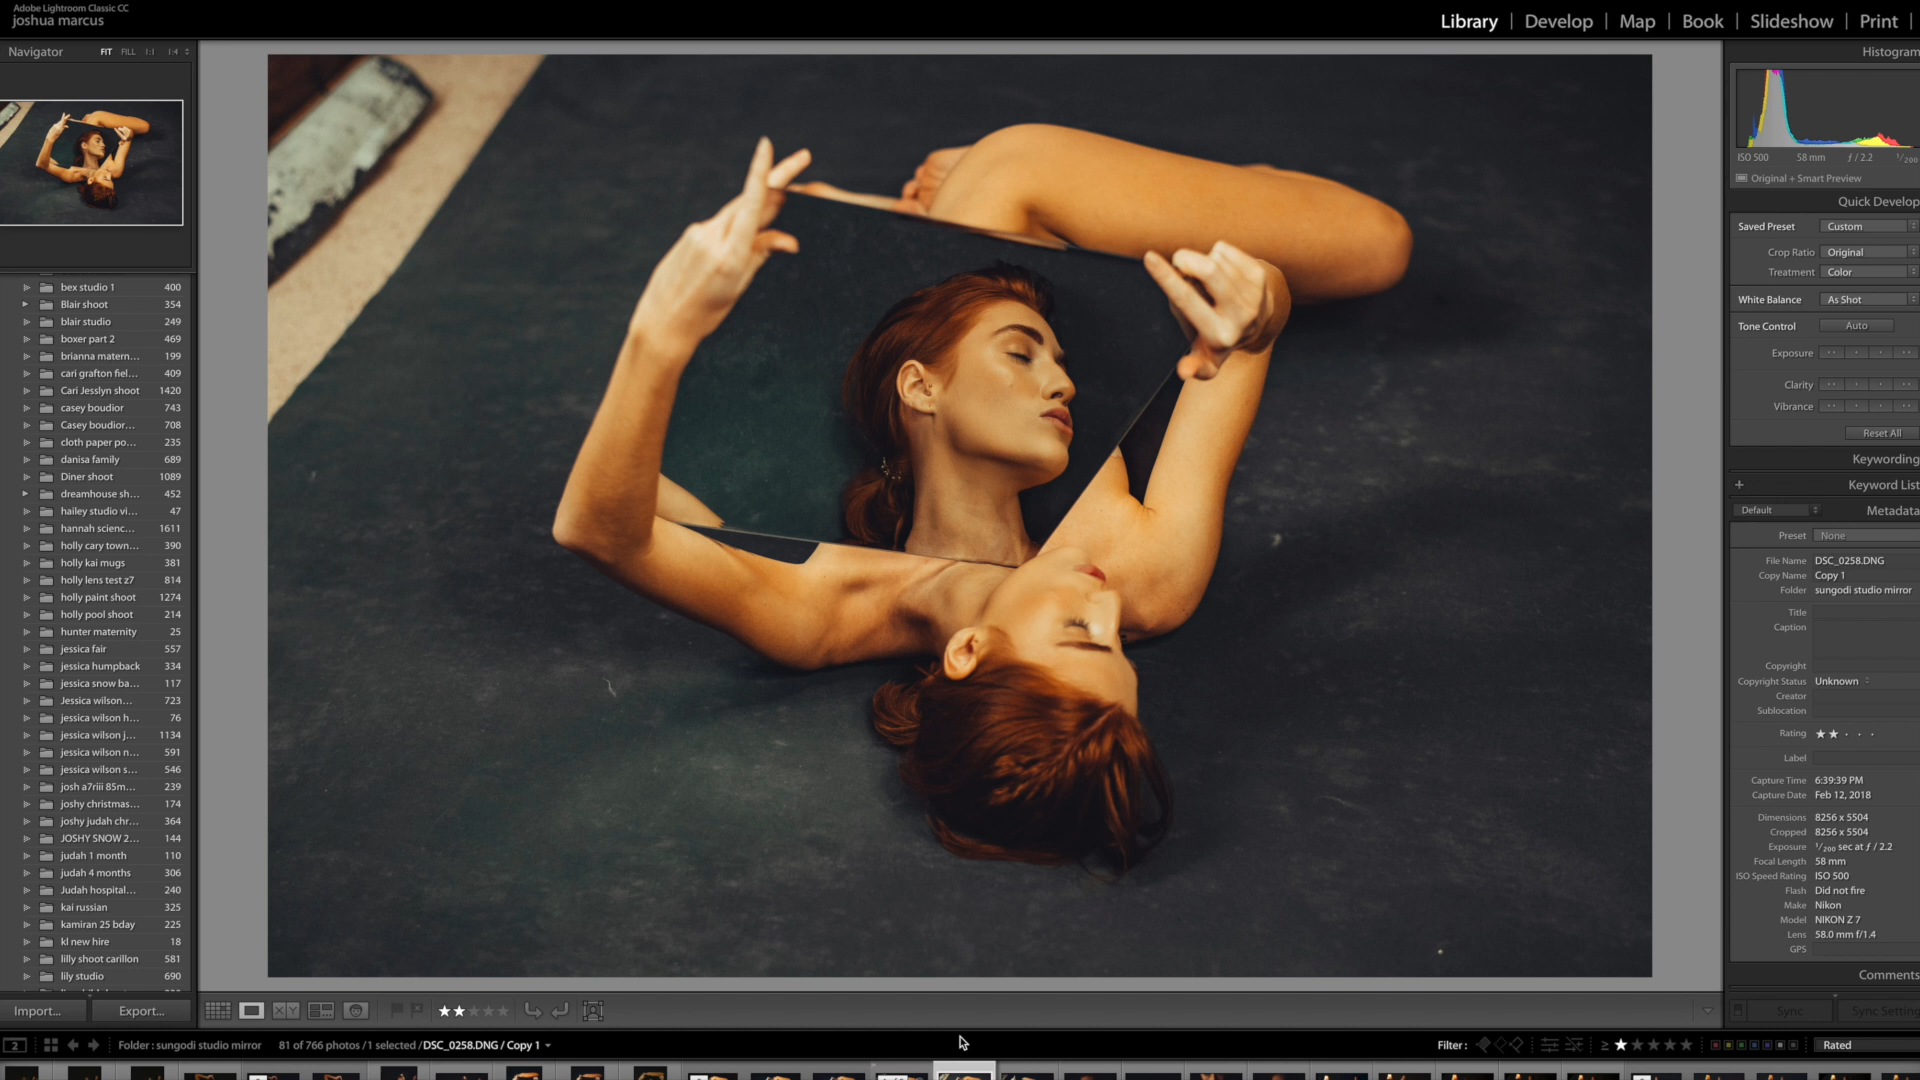 Adobe Lightroom Classic CC
joshua marcus
Library | Develop | Map | Book | Slideshow | Print |
Navigator FIT FILL 1:1 1:4
bex studio 1 400
Blair shoot 354
blair studio 249
boxer part 2 469
brianna matern... 199
cari grafton fiel... 409
Cari Jesslyn shoot 1420
casey boudior 743
Casey boudior... 708
cloth paper po... 235
danisa family 689
Diner shoot 1089
dreamhouse sh... 452
hailey studio vi... 47
hannah scienc... 1611
holly cary town... 390
holly kai mugs 381
holly lens test z7 814
holly paint shoot 1274
holly pool shoot 214
hunter maternity 25
jessica fair 557
jessica humpback 334
jessica snow ba... 117
Jessica wilson... 723
jessica wilson h... 76
jessica wilson j... 1134
jessica wilson n... 591
jessica wilson s... 546
josh a7riii 85m... 239
joshy christmas... 174
joshy judah chr... 364
JOSHY SNOW 2... 144
judah 1 month 110
judah 4 months 306
Judah hospital... 240
kai russian 325
kamiran 25 bday 225
kl new hire 18
lilly shoot carillon 581
lily studio 690
Import... Export...
Histogram
ISO 500 58 mm ƒ / 2.2 1/200
Original + Smart Preview
Quick Develop
Saved Preset Custom
Crop Ratio Original
Treatment Color
White Balance As Shot
Tone Control Auto
Exposure
Clarity
Vibrance
Reset All
Keywording
+ Keyword List
Default Metadata
Preset None
File Name DSC_0258.DNG
Copy Name Copy 1
Folder sungodi studio mirror
Title
Caption
Copyright
Copyright Status Unknown
Creator
Sublocation
Rating ★★ · · ·
Label
Capture Time 6:39:39 PM
Capture Date Feb 12, 2018
Dimensions 8256 x 5504
Cropped 8256 x 5504
Exposure 1/200 sec at ƒ / 2.2
Focal Length 58 mm
ISO Speed Rating ISO 500
Flash Did not fire
Make Nikon
Model NIKON Z 7
Lens 58.0 mm f/1.4
GPS
Comments
Sync Sync Setting
2 Folder : sungodi studio mirror 81 of 766 photos / 1 selected / DSC_0258.DNG / Copy 1 Filter : ≥ ★★★★★ Rated